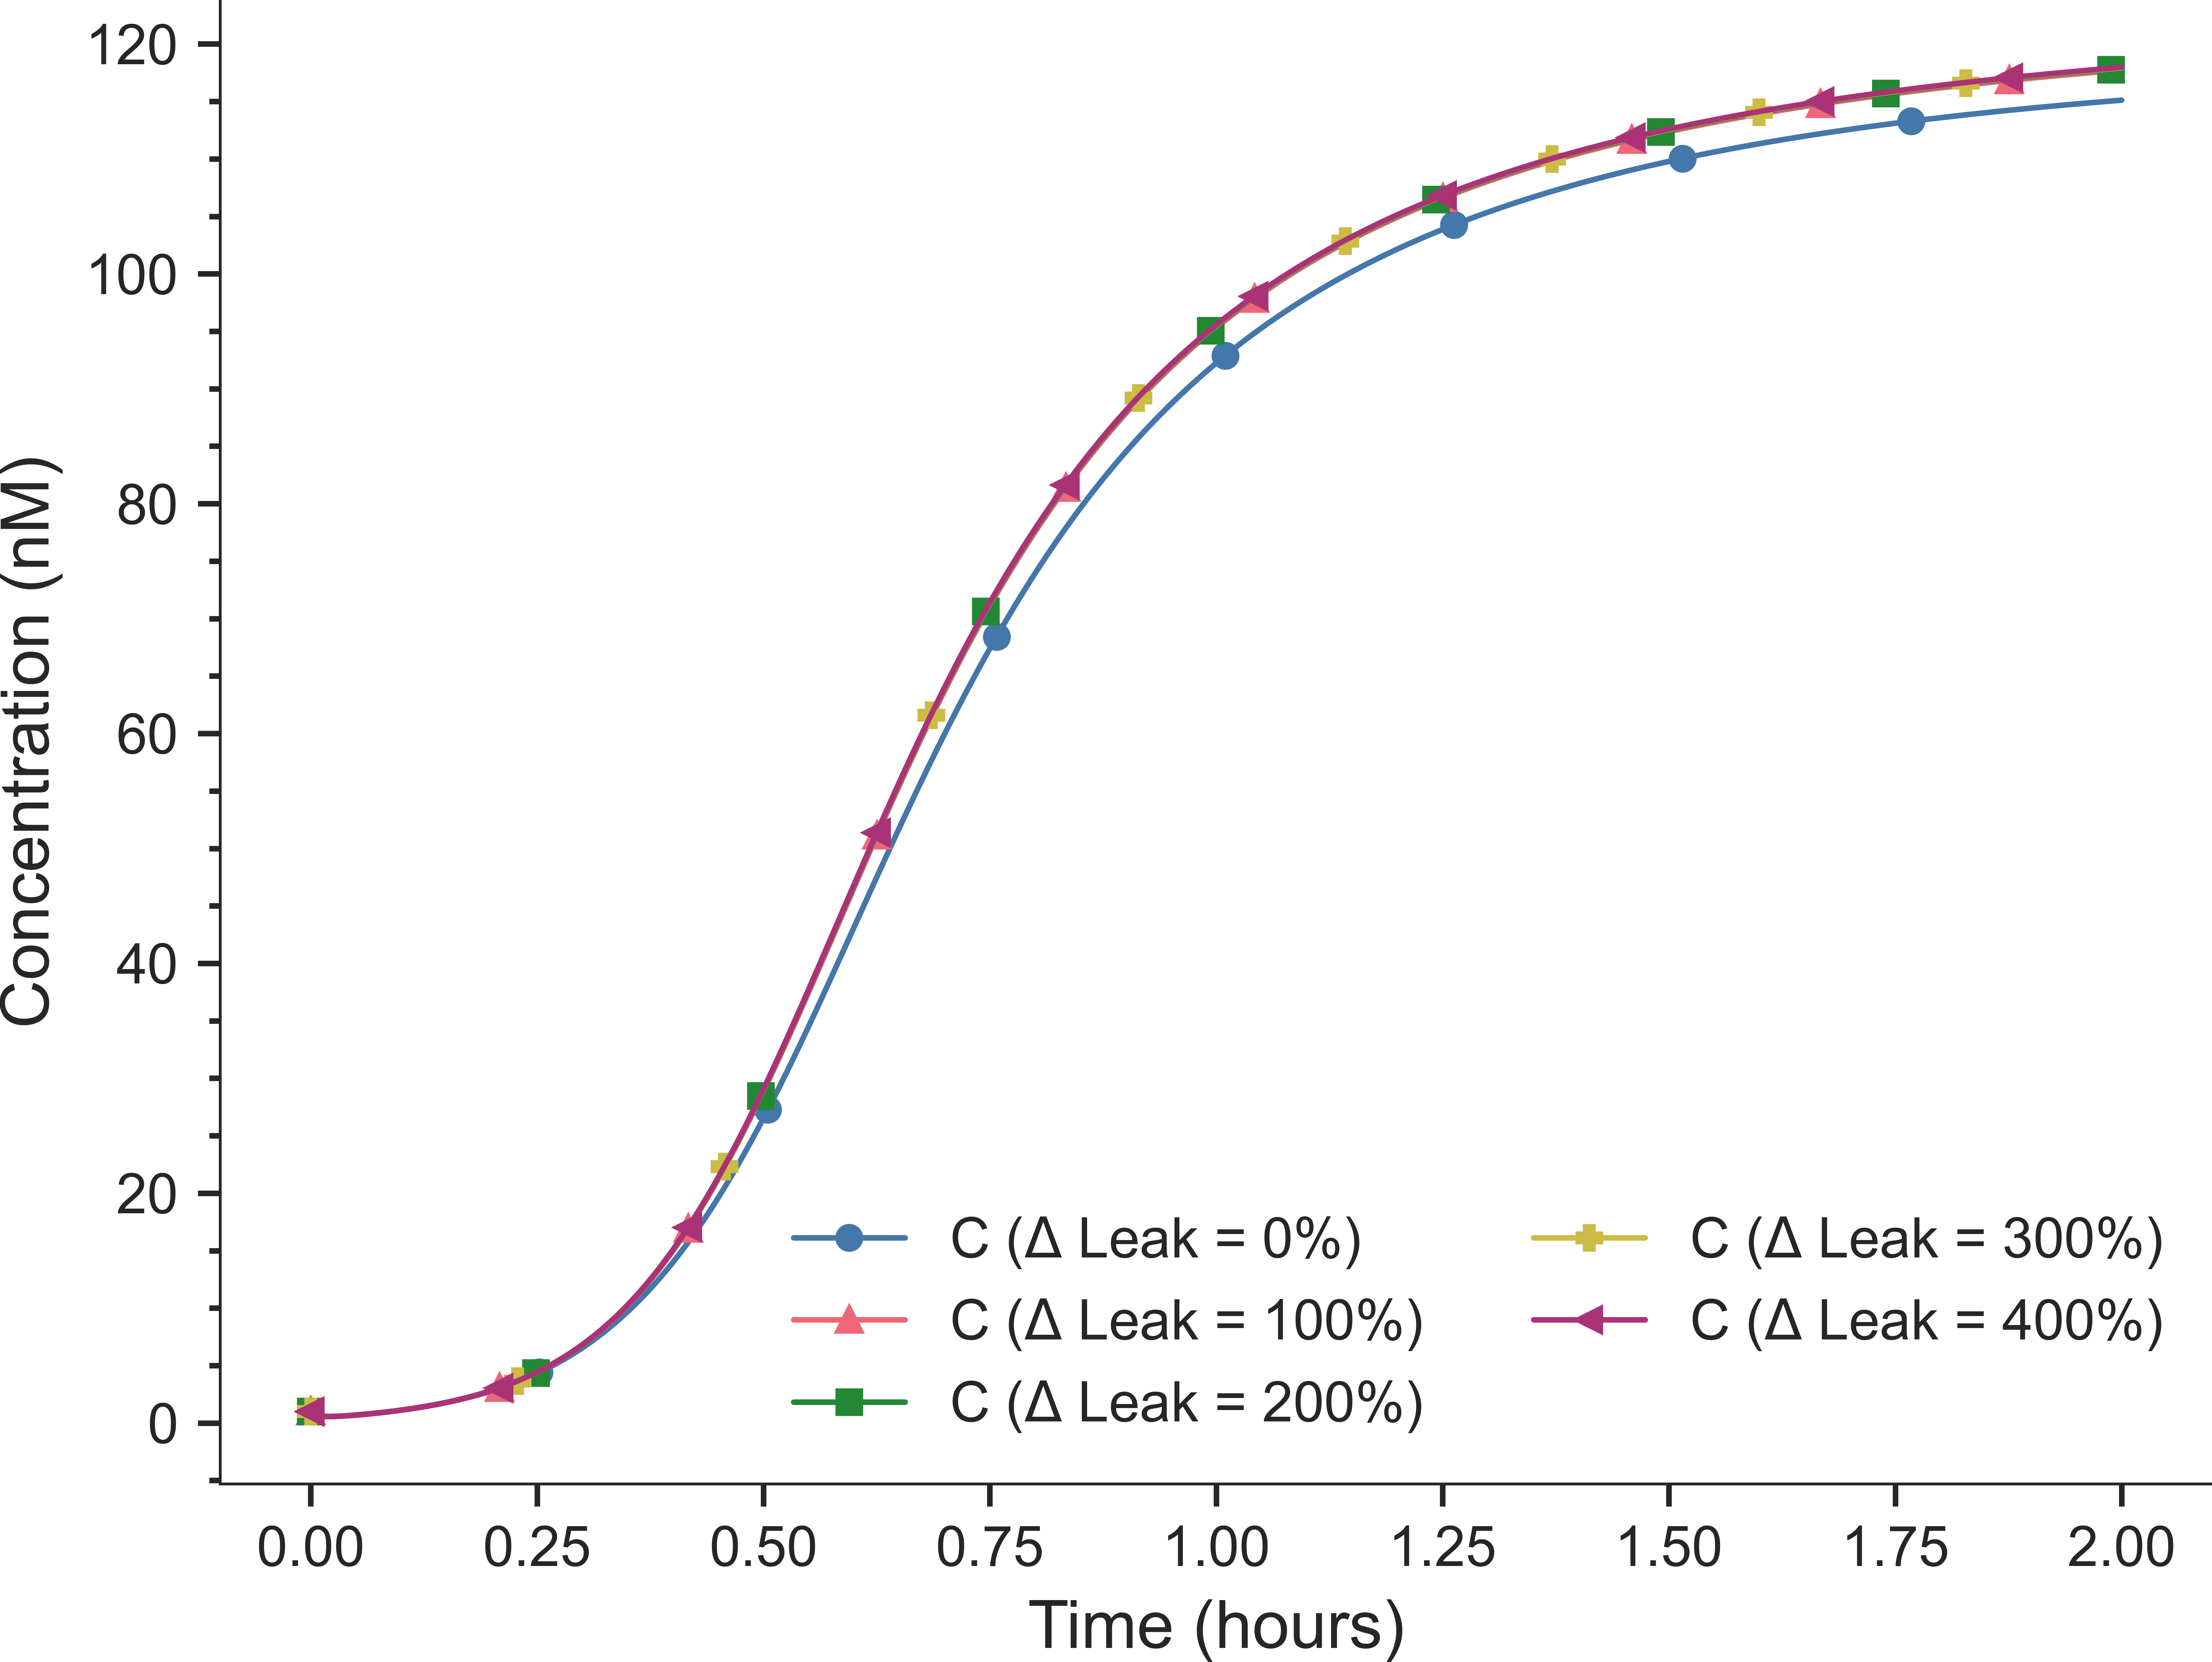 120
100
80
60
40
20
0
Concentration (nM)
C (Δ Leak = 0%)
C (Δ Leak = 100%)
C (Δ Leak = 200%)
C (Δ Leak = 300%)
C (Δ Leak = 400%)
0.00 0.25 0.50 0.75 1.00 1.25 1.50 1.75 2.00
Time (hours)